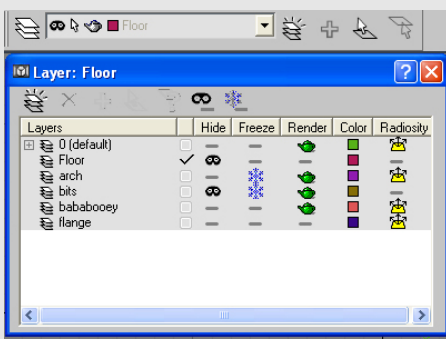 Floor
Layer: Floor
Layers Hide Freeze Render Color Radiosity
0 (default)
Floor
arch
bits
bababooey
flange